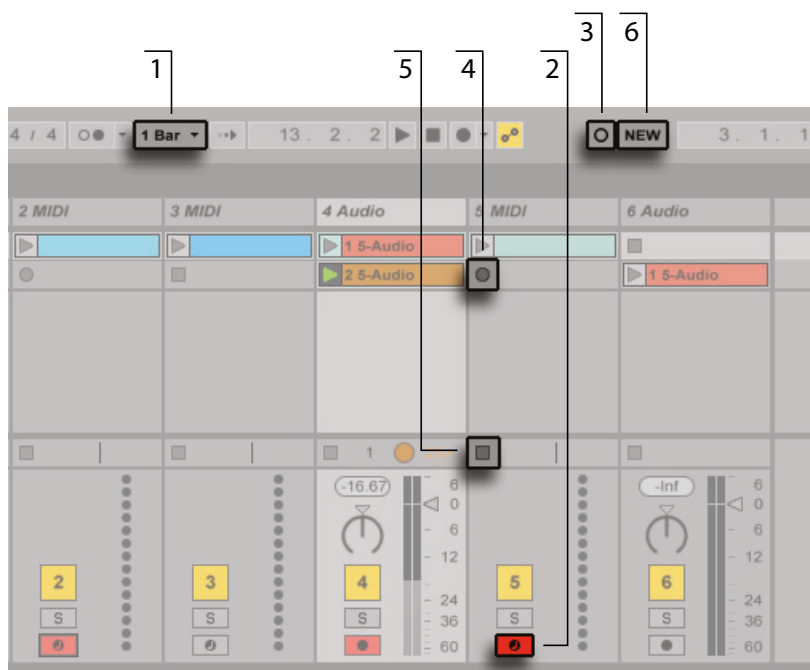 1 5 4 2 3 6
4 / 4 1 Bar 13. 2. 2 NEW 3. 1. 1
2 MIDI 3 MIDI 4 Audio 5 MIDI 6 Audio
1 5-Audio
2 5-Audio 1 5-Audio
1
-16.67 6 -Inf 6
0 0
6 6
12 12
2 3 4 5 6
24 24
S S S 36 S S 36
60 60